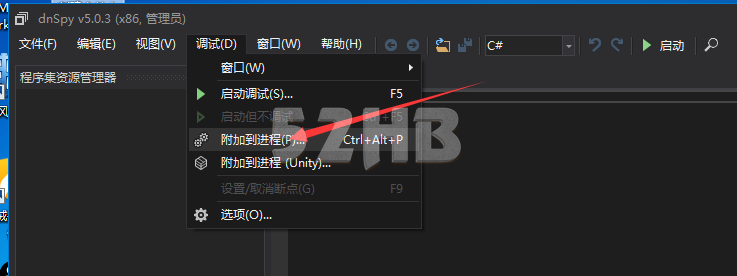 dnSpy v5.0.3 (x86, 管理员)
文件(F) 编辑(E) 视图(V) 调试(D) 窗口(W) 帮助(H) C# 启动
程序集资源管理器
窗口(W)
启动调试(S)... F5
启动但不调试 Ctrl+F5
附加到进程(P)... Ctrl+Alt+P
附加到进程 (Unity)...
设置/取消断点(G) F9
选项(O)...
52HB